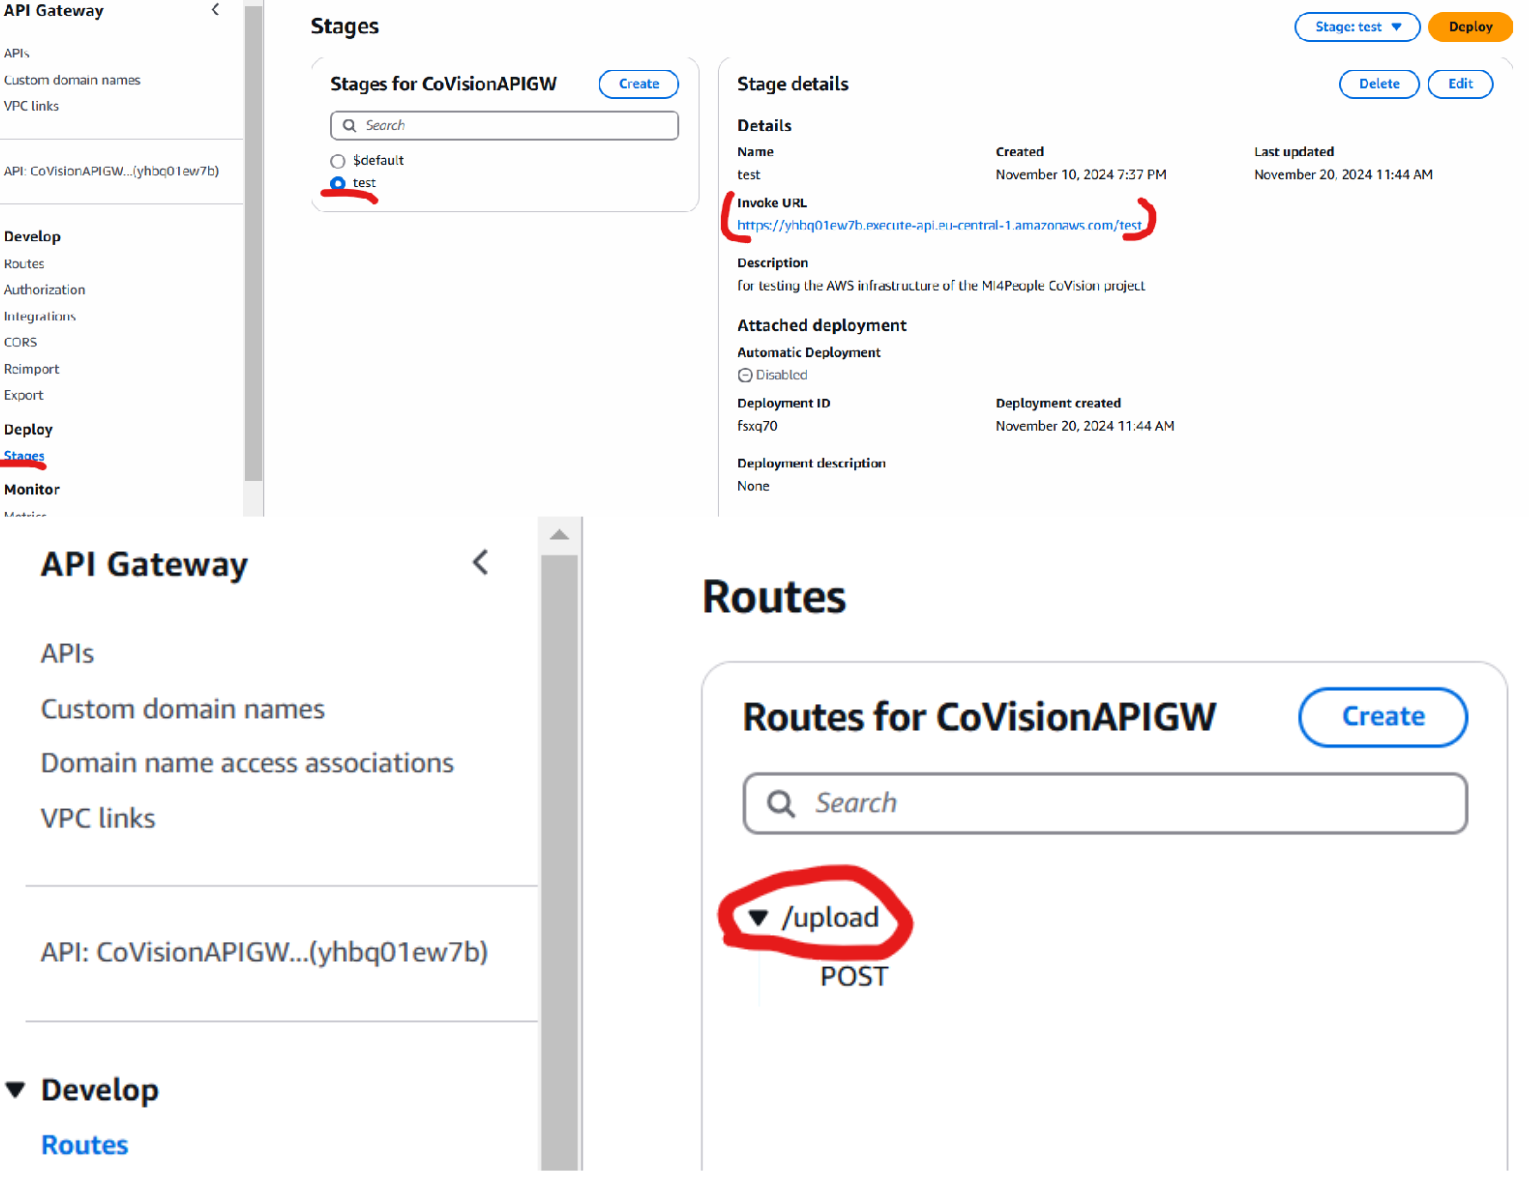 API Gateway
APIs
Custom domain names
VPC links
API: CoVisionAPIGW...(yhbq01ew7b)
Develop
Routes
Authorization
Integrations
CORS
Reimport
Export
Deploy
Stages
Monitor
Metrics
Stages
Stage: test
Deploy
Stages for CoVisionAPIGW
Create
Search
$default
test
Stage details
Delete
Edit
Details
Name
Created
Last updated
test
November 10, 2024 7:37 PM
November 20, 2024 11:44 AM
Invoke URL
https://yhbq01ew7b.execute-api.eu-central-1.amazonaws.com/test
Description
for testing the AWS infrastructure of the MI4People CoVision project
Attached deployment
Automatic Deployment
Disabled
Deployment ID
Deployment created
fsxq70
November 20, 2024 11:44 AM
Deployment description
None
API Gateway
APIs
Custom domain names
Domain name access associations
VPC links
API: CoVisionAPIGW...(yhbq01ew7b)
Develop
Routes
Routes
Routes for CoVisionAPIGW
Create
Search
/upload
POST